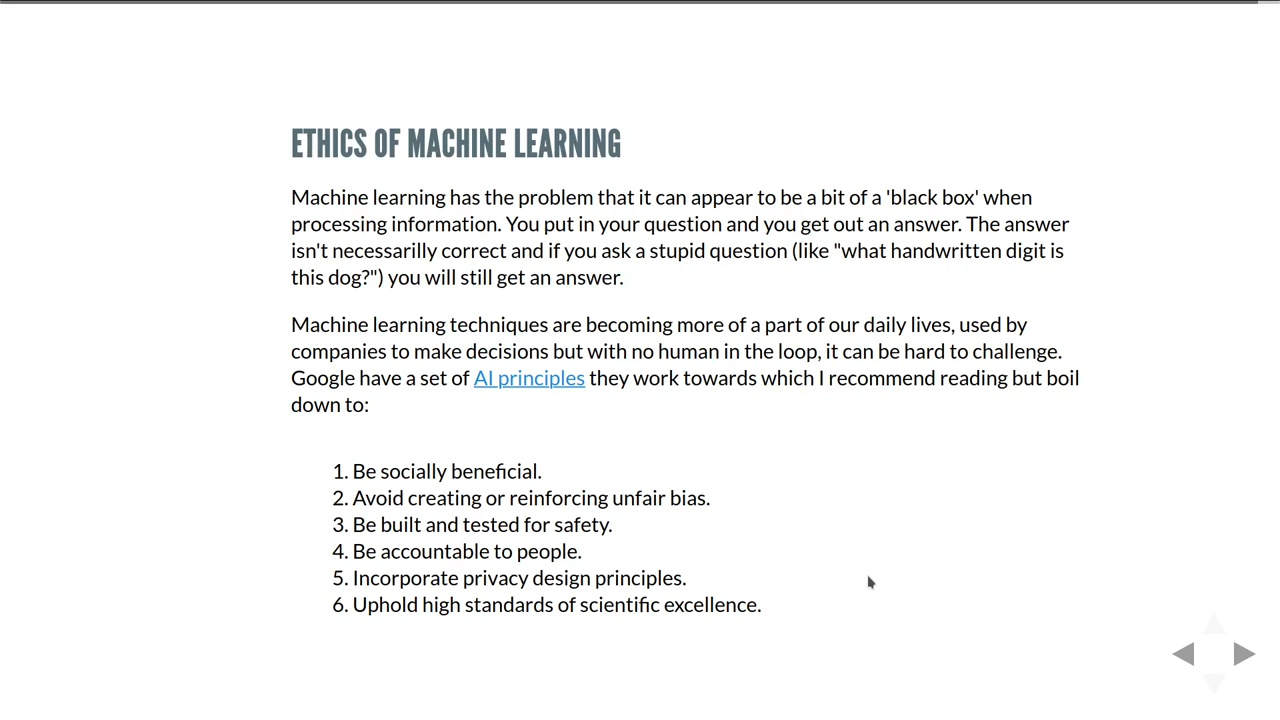 ETHICS OF MACHINE LEARNING
Machine learning has the problem that it can appear to be a bit of a 'black box' when
processing information. You put in your question and you get out an answer. The answer
isn't necessarilly correct and if you ask a stupid question (like "what handwritten digit is
this dog?") you will still get an answer.
Machine learning techniques are becoming more of a part of our daily lives, used by
companies to make decisions but with no human in the loop, it can be hard to challenge.
Google have a set of AI principles they work towards which I recommend reading but boil
down to:
1. Be socially beneficial.
2. Avoid creating or reinforcing unfair bias.
3. Be built and tested for safety.
4. Be accountable to people.
5. Incorporate privacy design principles.
6. Uphold high standards of scientific excellence.